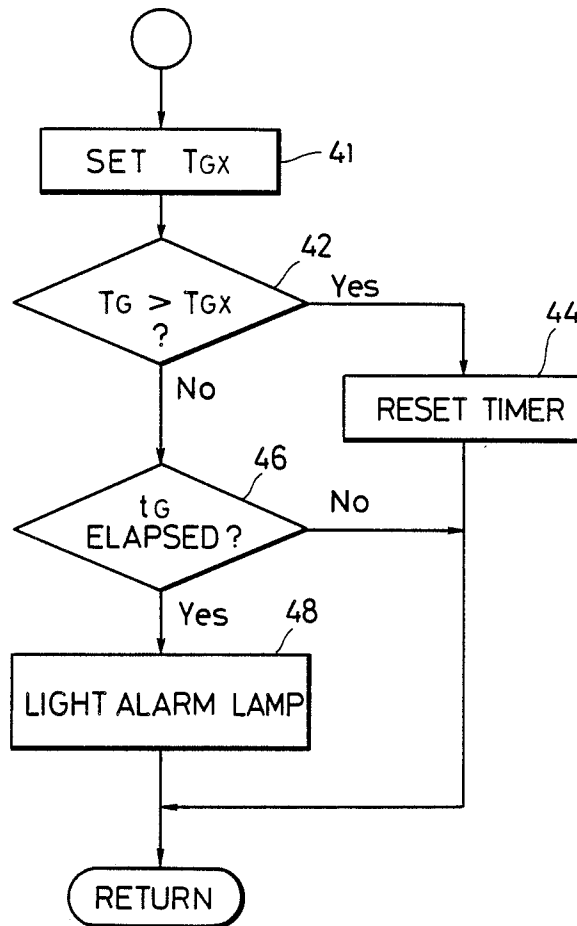 SET TGX
41
42
TG > TGX
?
Yes
No
44
RESET TIMER
46
tG
ELAPSED?
No
Yes
48
LIGHT ALARM LAMP
RETURN